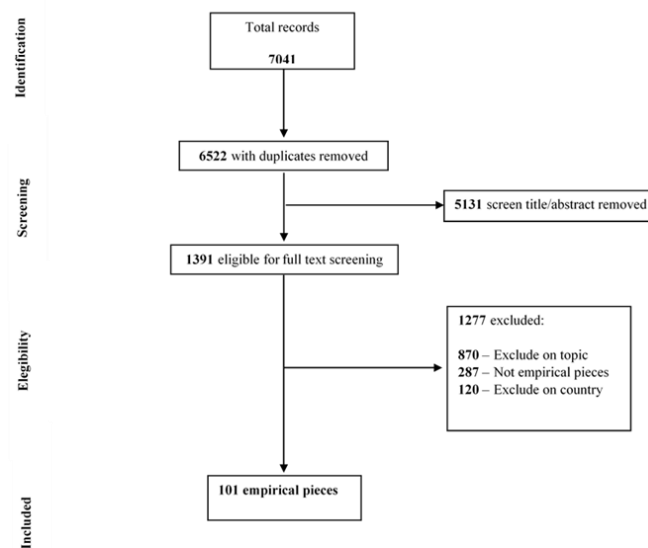 Identification
Total records
7041
6522 with duplicates removed
Screening
5131 screen title/abstract removed
1391 eligible for full text screening
Elegibility
1277 excluded:
870 – Exclude on topic
287 – Not empirical pieces
120 – Exclude on country
Included
101 empirical pieces